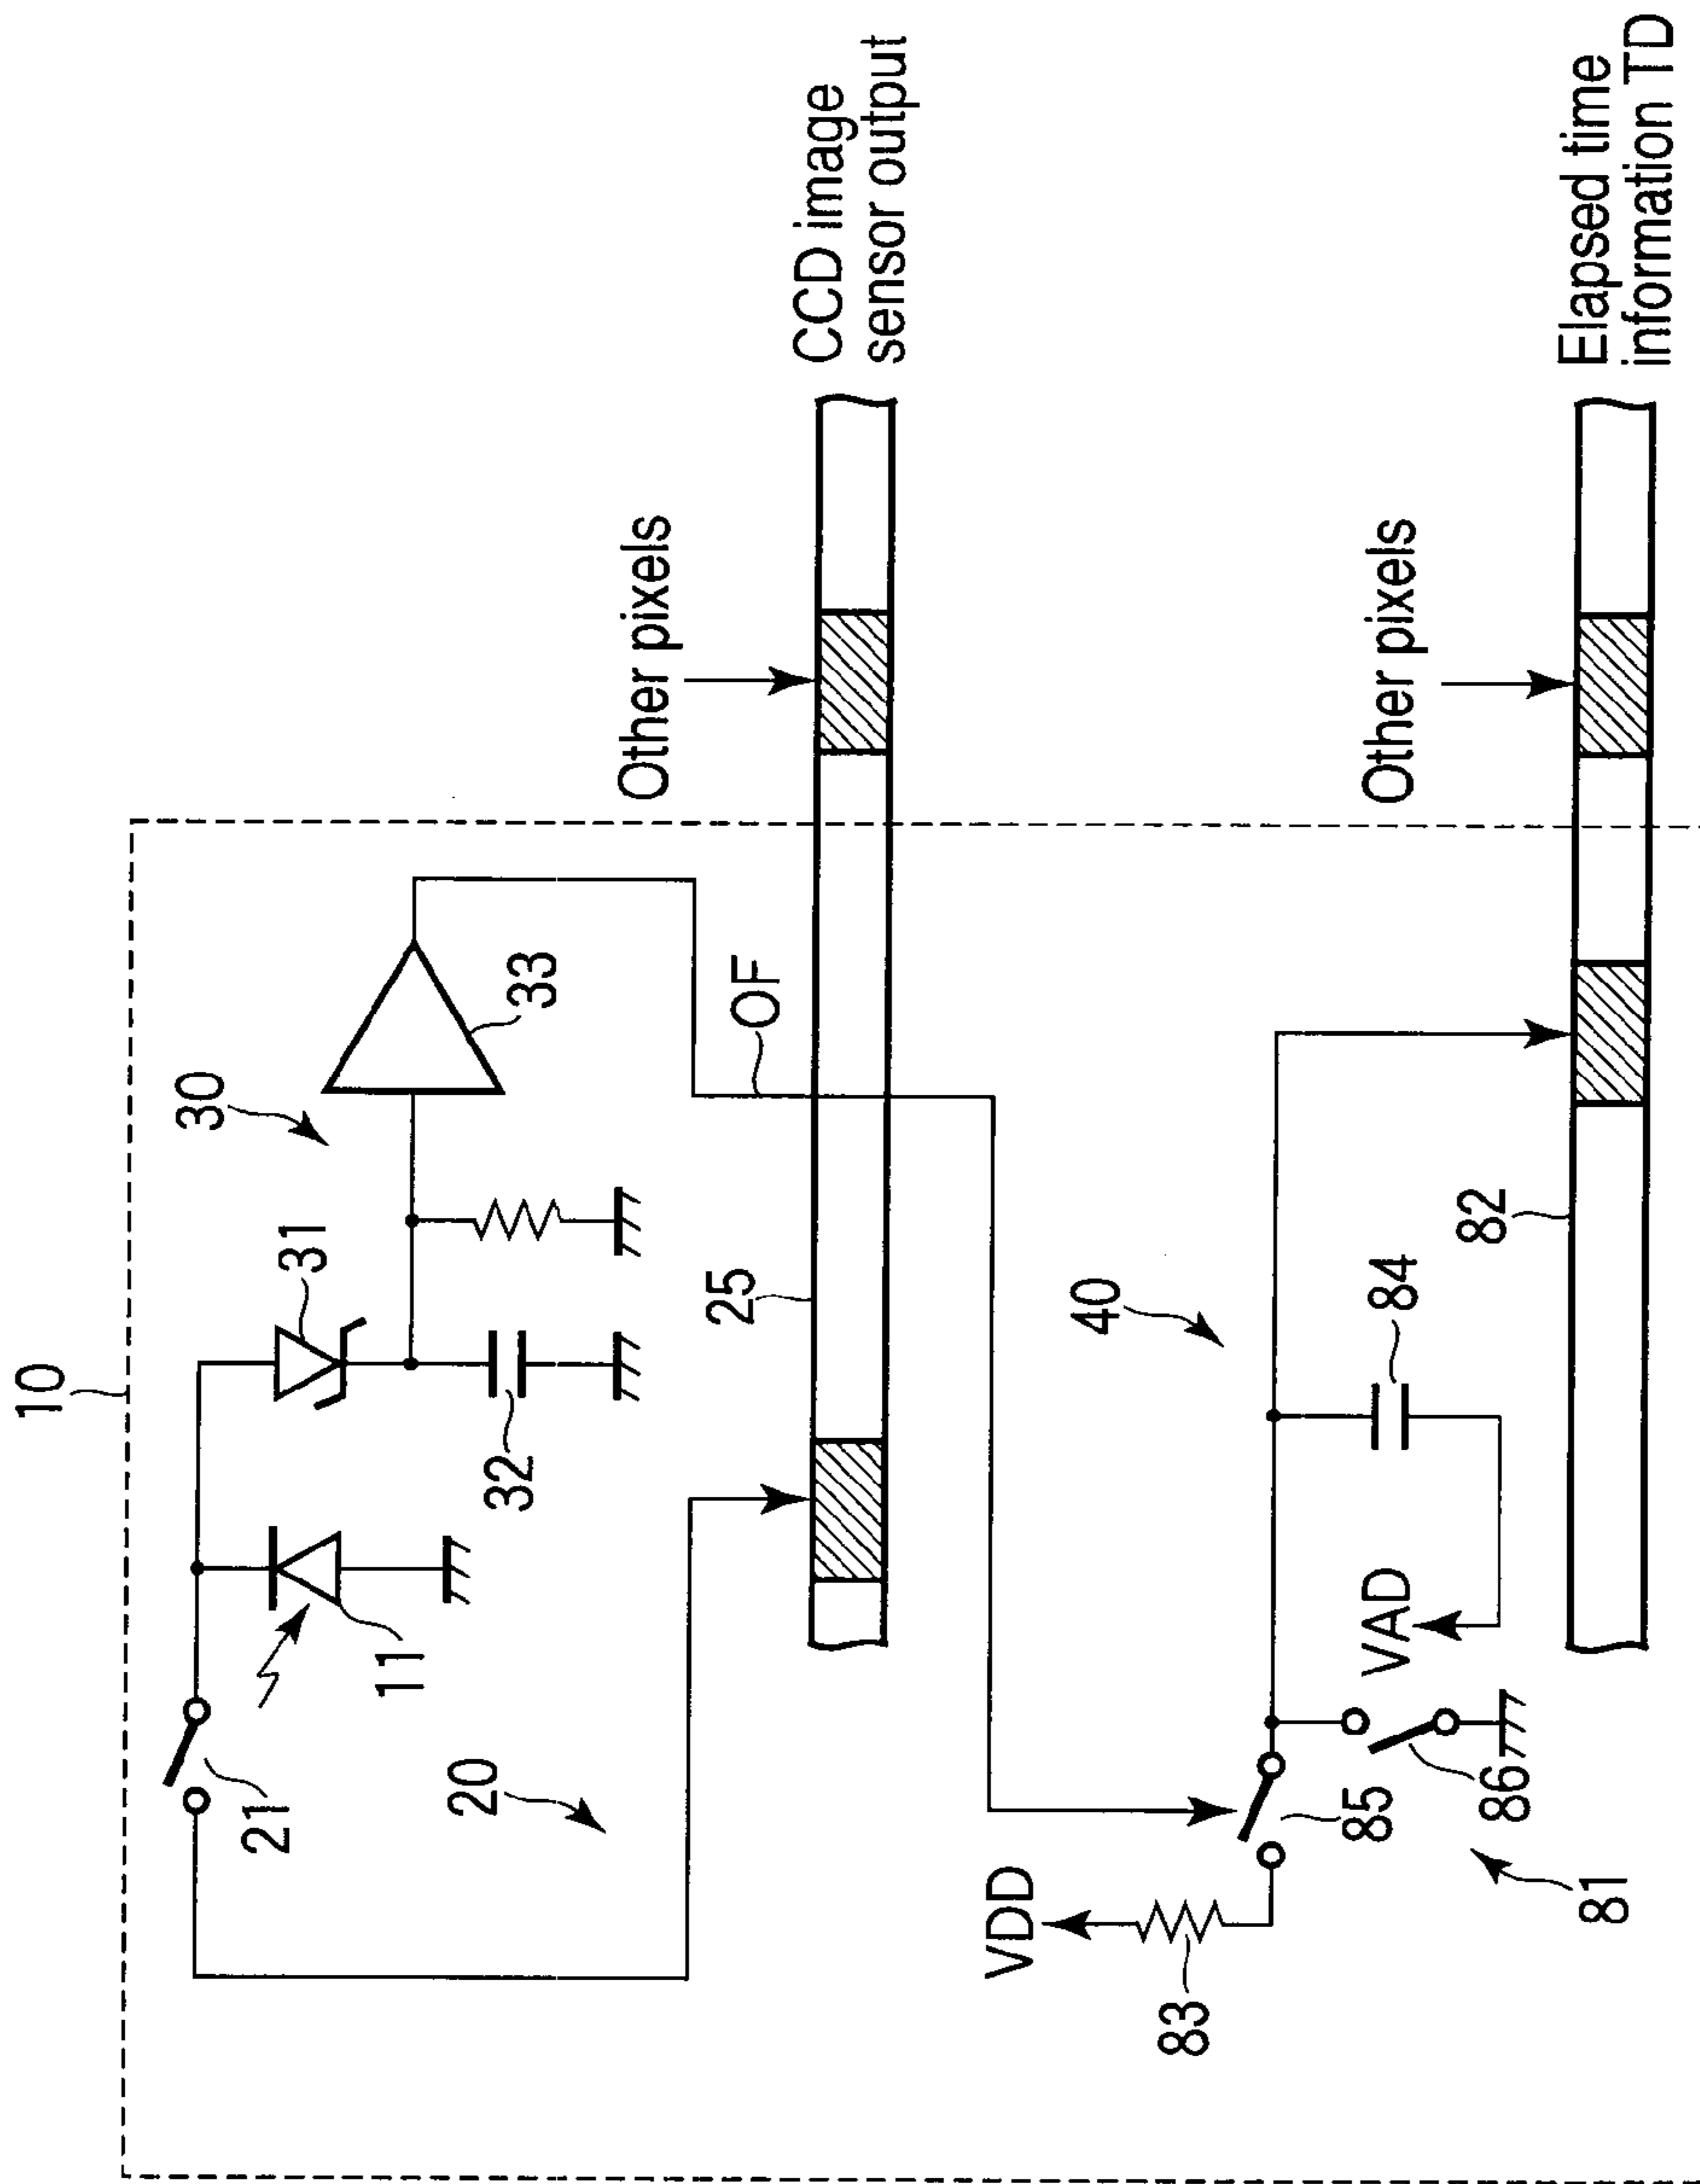 10
30
31
33
11
32
21
20
OF
25
Other pixels
CCD image
sensor output
40
VDD
83
85
86
81
VAD
84
82
Other pixels
Elapsed time
information TD